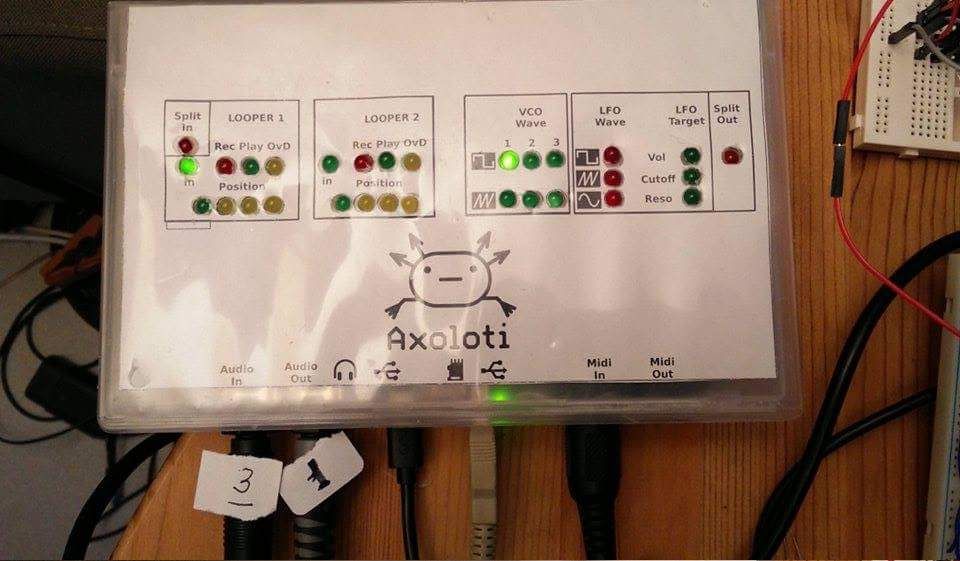 Split
In
in
LOOPER 1
Rec Play OvD
Position
LOOPER 2
Rec Play OvD
in
Position
VCO
Wave
1 2 3
LFO
Wave
LFO
Target
Vol
Cutoff
Reso
Split
Out
Axoloti
Audio
In
Audio
Out
Midi
In
Midi
Out
3
1